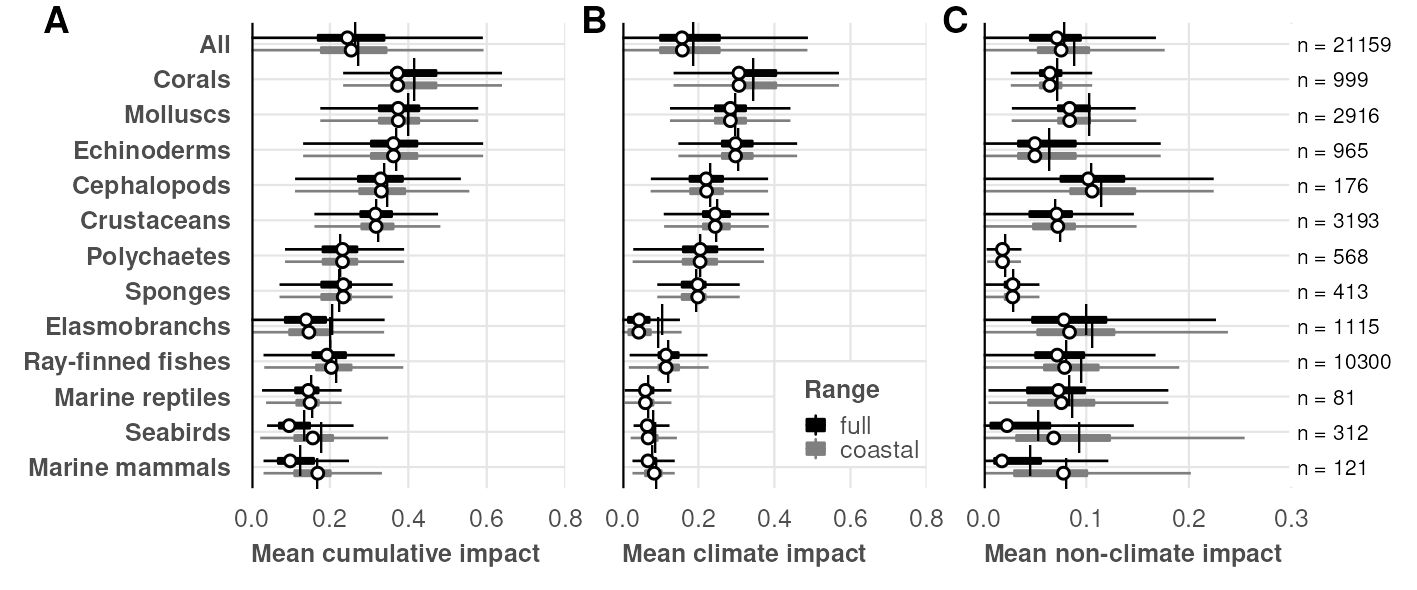 A B C
All n = 21159
Corals n = 999
Molluscs n = 2916
Echinoderms n = 965
Cephalopods n = 176
Crustaceans n = 3193
Polychaetes n = 568
Sponges n = 413
Elasmobranchs n = 1115
Ray-finned fishes n = 10300
Marine reptiles Range n = 81
full
Seabirds n = 312
coastal
Marine mammals n = 121
0.0 0.2 0.4 0.6 0.8 0.0 0.2 0.4 0.6 0.8 0.0 0.1 0.2 0.3
Mean cumulative impact Mean climate impact Mean non-climate impact